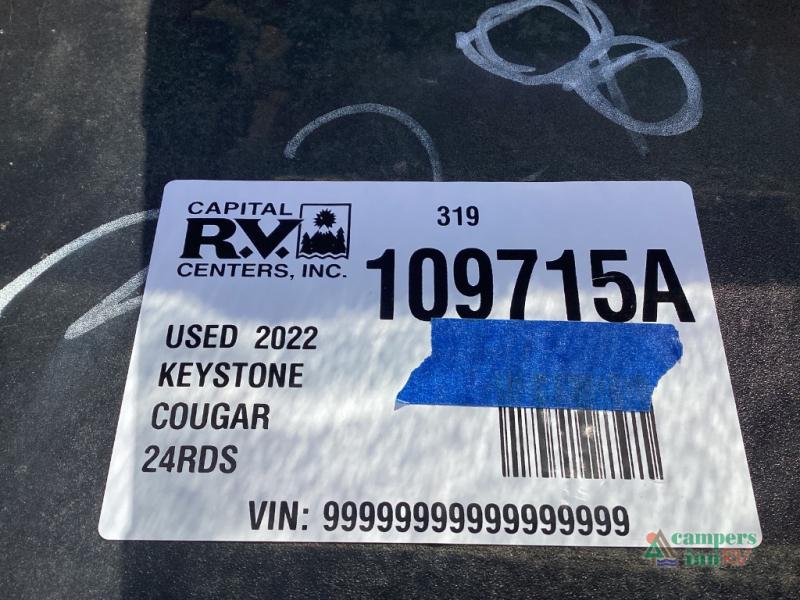 CAPITAL
R.V.
CENTERS, INC.
319
109715A
USED 2022
KEYSTONE
COUGAR
24RDS
VIN: 99999999999999999
campers
inn RV